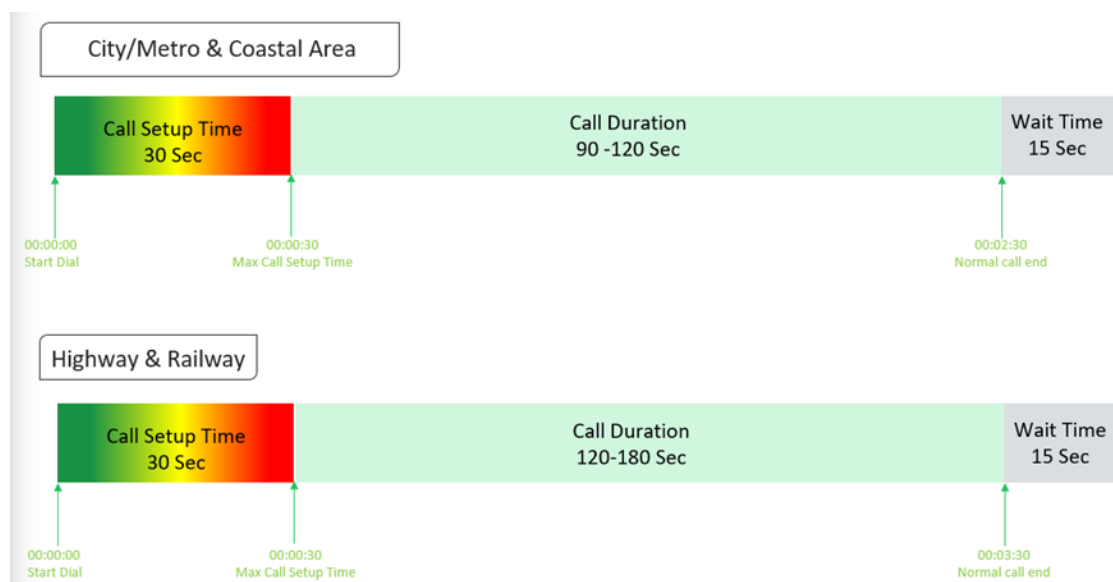 City/Metro & Coastal Area
Call Setup Time
30 Sec
Call Duration
90 -120 Sec
Wait Time
15 Sec
00:00:00
Start Dial
00:00:30
Max Call Setup Time
00:02:30
Normal call end
Highway & Railway
Call Setup Time
30 Sec
Call Duration
120-180 Sec
Wait Time
15 Sec
00:00:00
Start Dial
00:00:30
Max Call Setup Time
00:03:30
Normal call end